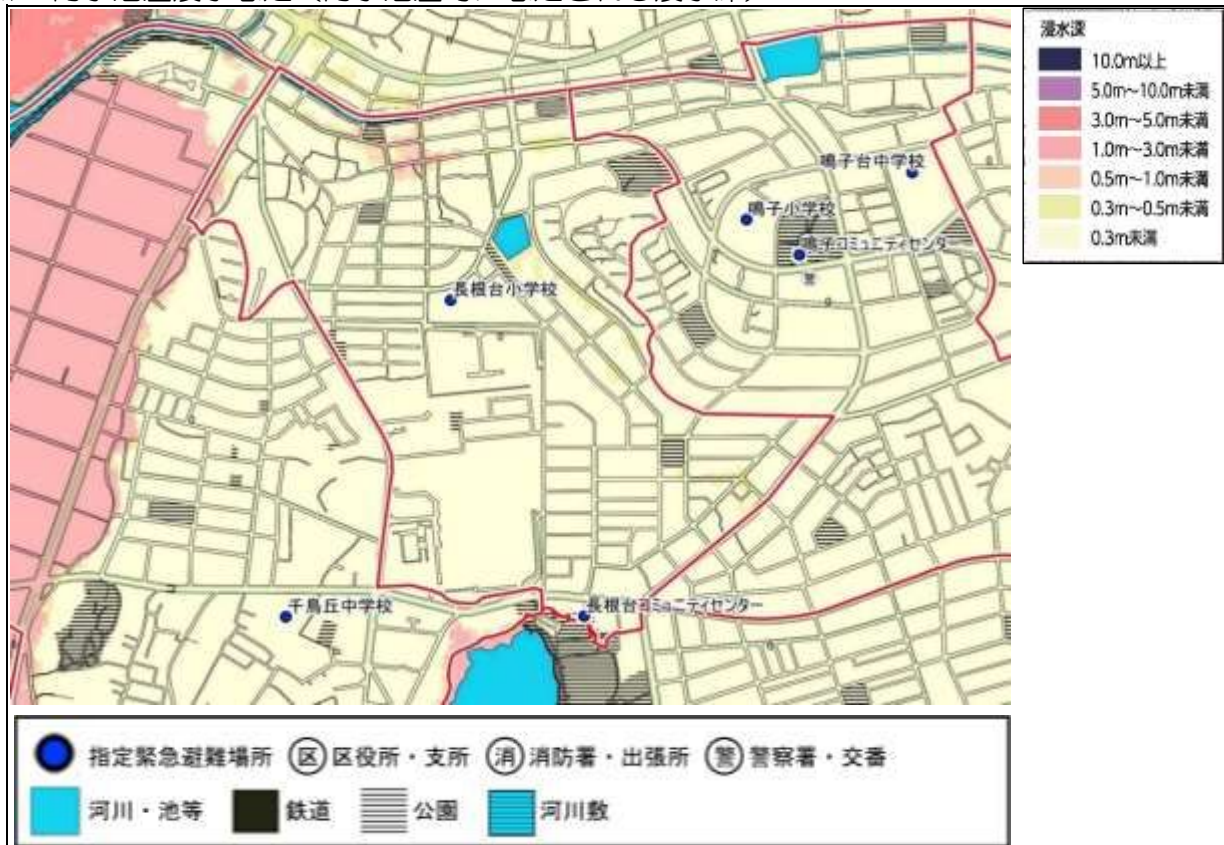 浸水深
10.0m以上
5.0m～10.0m未満
3.0m～5.0m未満
1.0m～3.0m未満
0.5m～1.0m未満
0.3m～0.5m未満
0.3m未満
鳴子台中学校
鳴子小学校
鳴子コミュニティセンター
警
長根台小学校
千鳥丘中学校
長根台コミュニティセンター
指定緊急避難場所 区 区役所・支所 消 消防署・出張所 警 警察署・交番
河川・池等 鉄道 公園 河川敷